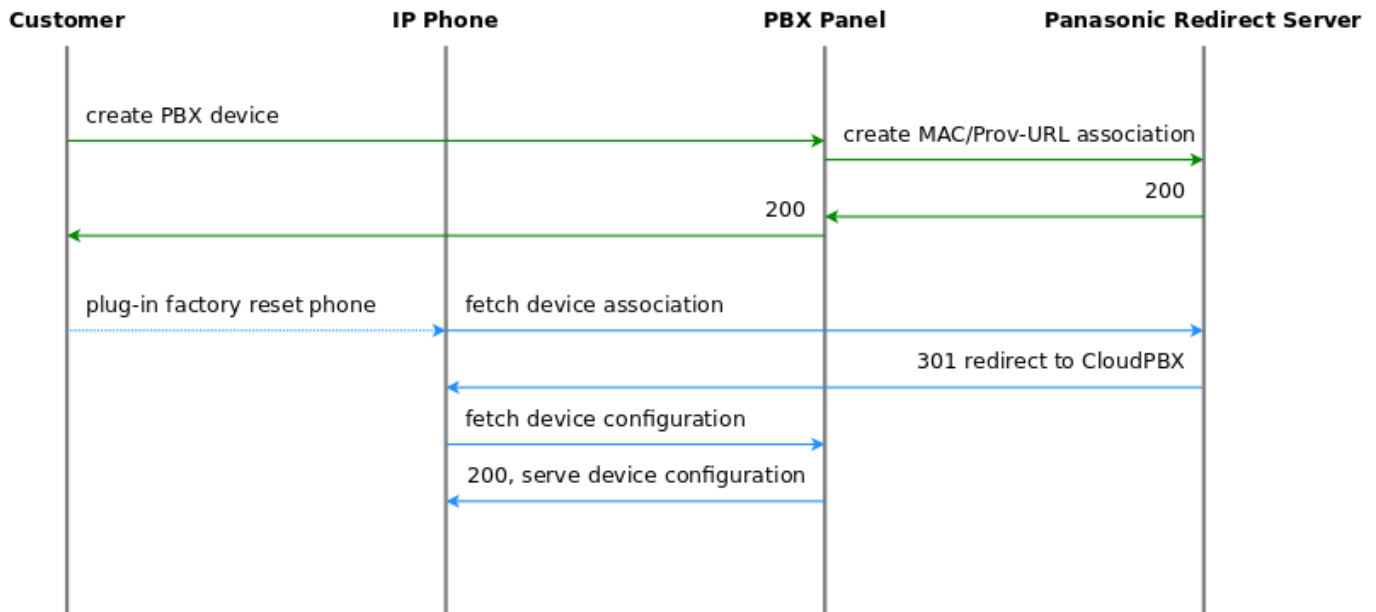 Customer
IP Phone
PBX Panel
Panasonic Redirect Server
create PBX device
create MAC/Prov-URL association
200
200
plug-in factory reset phone
fetch device association
301 redirect to CloudPBX
fetch device configuration
200, serve device configuration